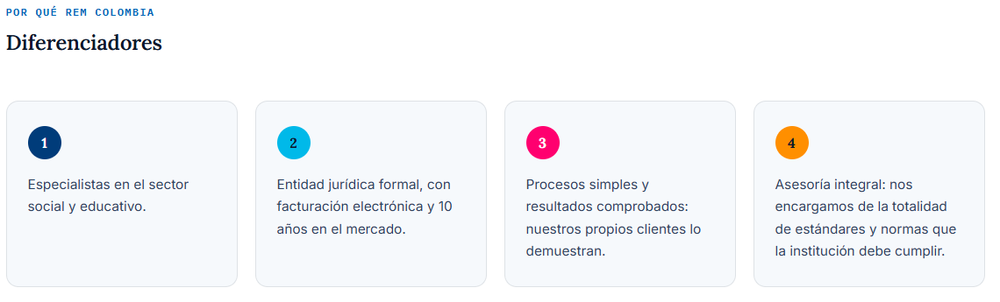 POR QUÉ REM COLOMBIA
Diferenciadores
1
Especialistas en el sector
social y educativo.
2
Entidad jurídica formal, con
facturación electrónica y 10
años en el mercado.
3
Procesos simples y
resultados comprobados:
nuestros propios clientes lo
demuestran.
4
Asesoría integral: nos
encargamos de la totalidad
de estándares y normas que
la institución debe cumplir.